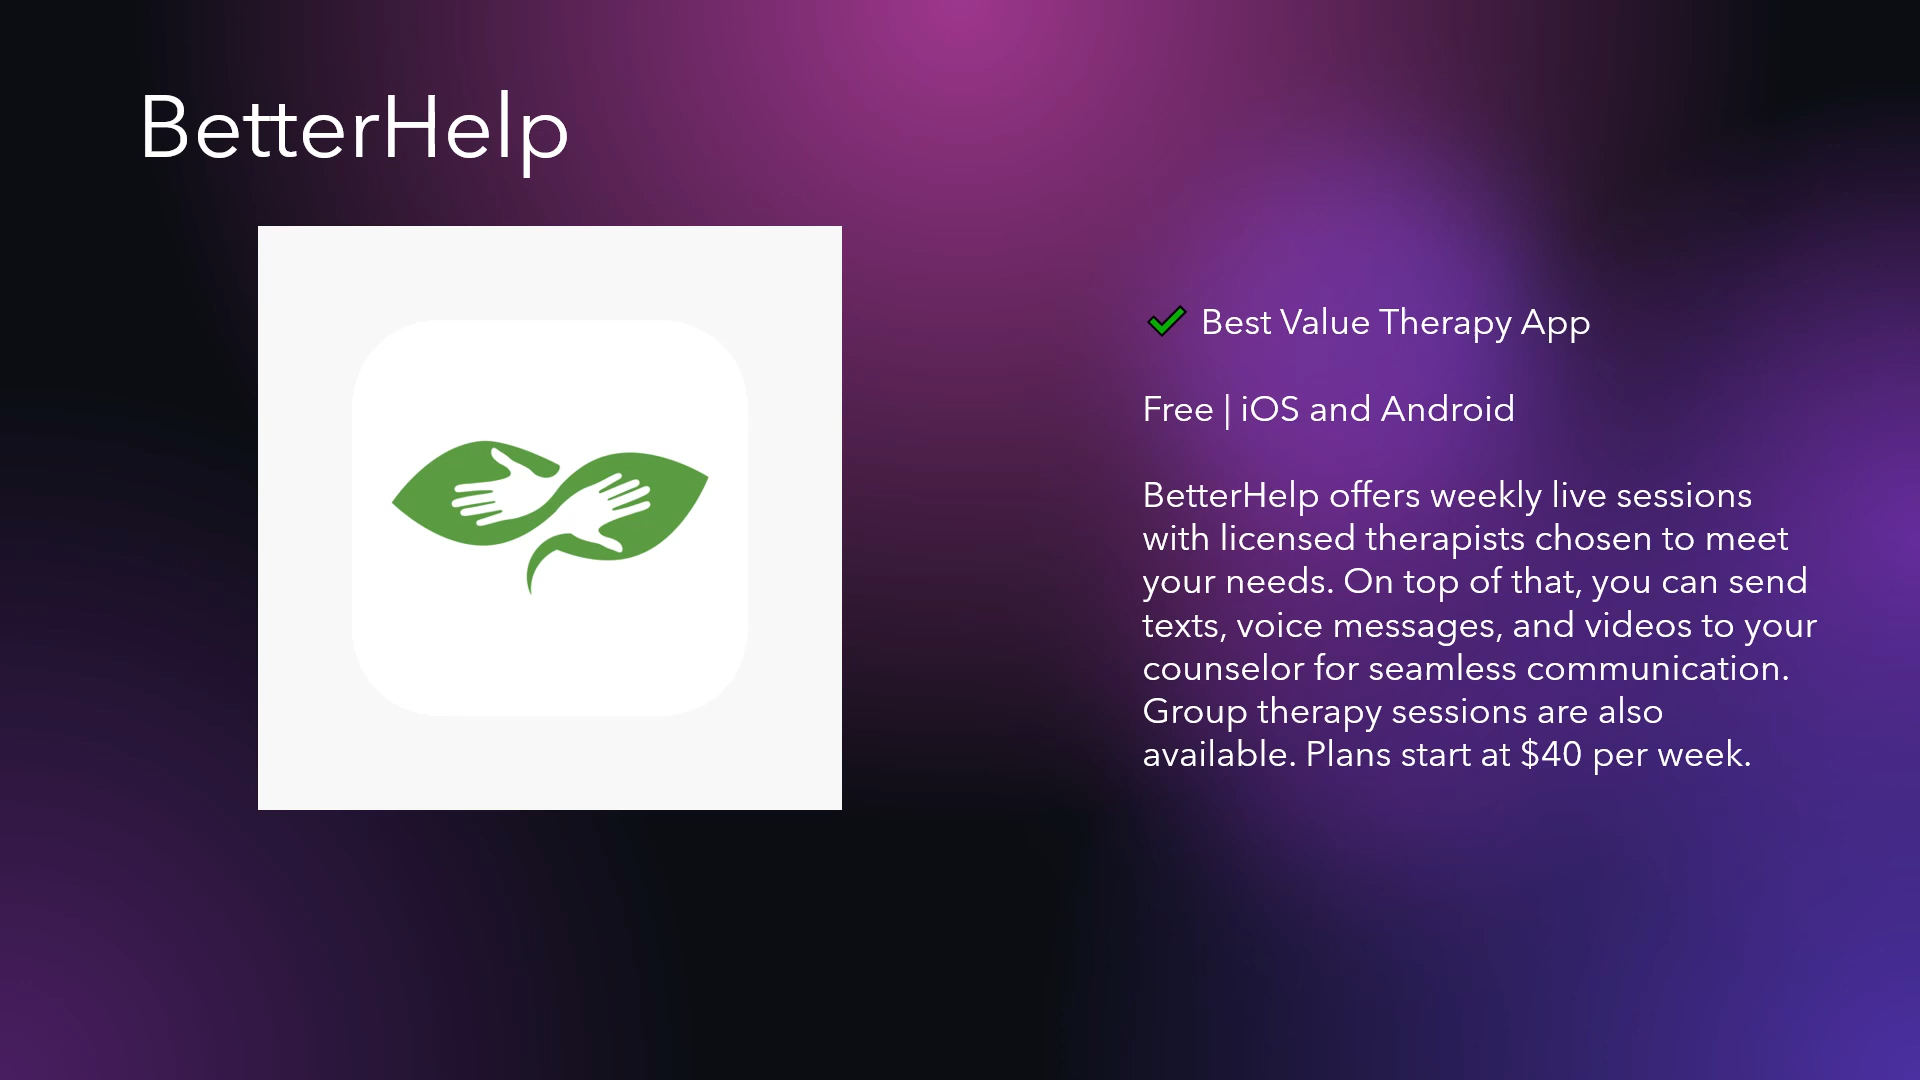 BetterHelp
✔ Best Value Therapy App
Free | iOS and Android
BetterHelp offers weekly live sessions
with licensed therapists chosen to meet
your needs. On top of that, you can send
texts, voice messages, and videos to your
counselor for seamless communication.
Group therapy sessions are also
available. Plans start at $40 per week.